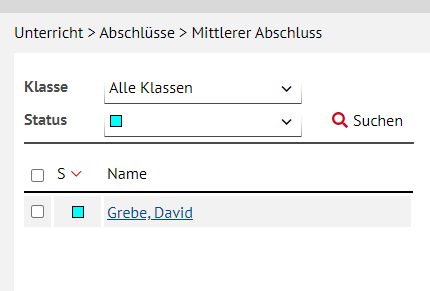 Unterricht > Abschlüsse > Mittlerer Abschluss
Klasse Alle Klassen
Status Suchen
S Name
Grebe, David